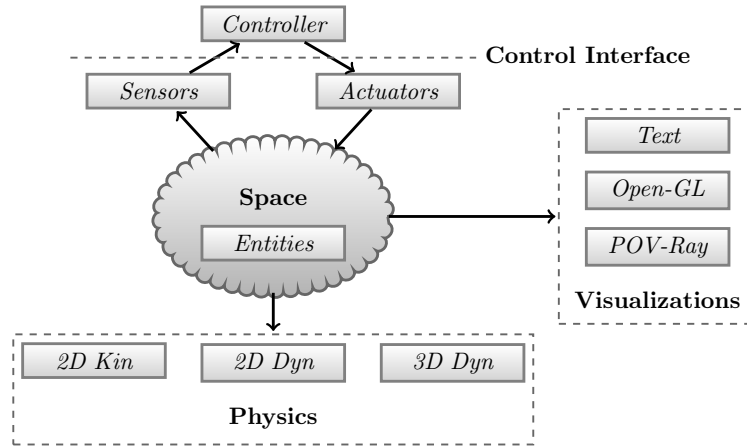 Controller
Control Interface
Sensors
Actuators
Space
Entities
Text
Open-GL
POV-Ray
Visualizations
2D Kin
2D Dyn
3D Dyn
Physics